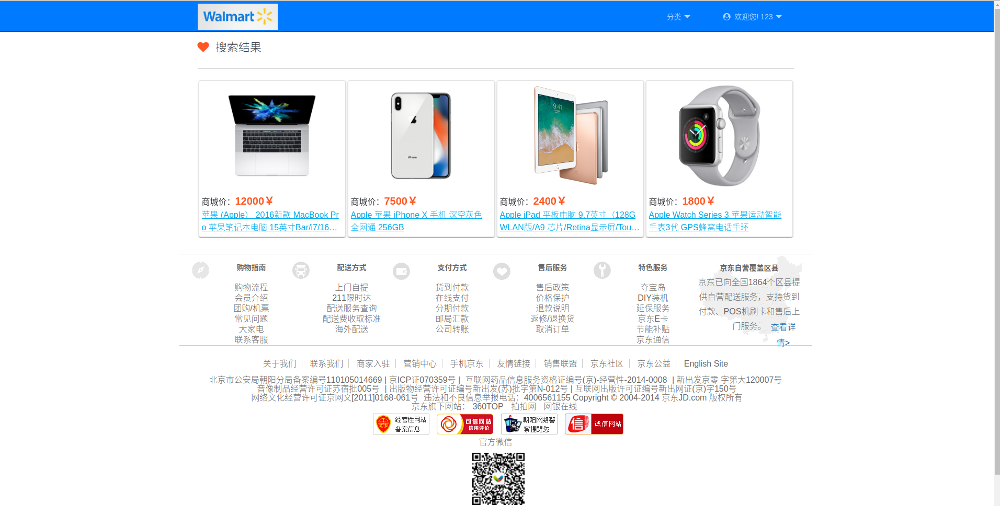 Walmart
分类
欢迎您! 123
搜索结果
9:41
iPhone
商城价：12000￥
苹果 (Apple） 2016新款 MacBook Pr
o 苹果笔记本电脑 15英寸Bar/i7/16…
商城价：7500￥
Apple 苹果 iPhone X 手机 深空灰色
全网通 256GB
商城价：2400￥
Apple iPad 平板电脑 9.7英寸（128G
WLAN版/A9 芯片/Retina显示屏/Tou…
商城价：1800￥
Apple Watch Series 3 苹果运动智能
手表3代 GPS蜂窝电话手环
购物指南
购物流程
会员介绍
团购/机票
常见问题
大家电
联系客服
配送方式
上门自提
211限时达
配送服务查询
配送费收取标准
海外配送
支付方式
货到付款
在线支付
分期付款
邮局汇款
公司转账
售后服务
售后政策
价格保护
退款说明
返修/退换货
取消订单
特色服务
夺宝岛
DIY装机
延保服务
京东E卡
节能补贴
京东通信
京东自营覆盖区县
京东已向全国1864个区县提
供自营配送服务，支持货到
付款、POS机刷卡和售后上
门服务。 查看详
情>
关于我们 联系我们 商家入驻 营销中心 手机京东 友情链接 销售联盟 京东社区 京东公益 English Site
北京市公安局朝阳分局备案编号110105014669 | 京ICP证070359号 | 互联网药品信息服务资格证编号(京)-经营性-2014-0008 | 新出发京零 字第大120007号
音像制品经营许可证苏宿批005号 | 出版物经营许可证编号新出发(苏)批字第N-012号 | 互联网出版许可证编号新出网证(京)字150号
网络文化经营许可证京网文[2011]0168-061号 违法和不良信息举报电话：4006561155 Copyright © 2004-2014 京东JD.com 版权所有
京东旗下网站： 360TOP 拍拍网 网银在线
经营性网站
备案信息
可信网站
信用评价
朝阳网络警
察提醒您
信
诚信网站
官方微信